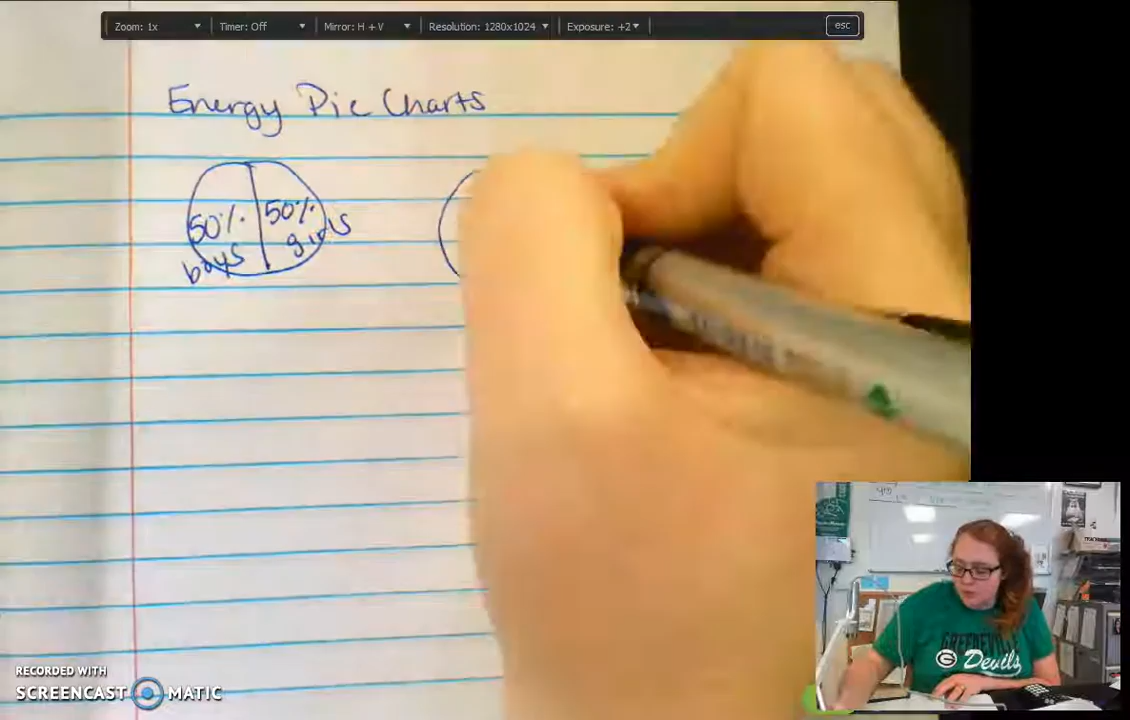 Zoom: 1x Timer: Off Mirror: H + V Resolution: 1280x1024 Exposure: +2 esc
Energy Pie Charts
50% 50%
boys girls
GREENEVILLE
G Devils
RECORDED WITH
SCREENCAST MATIC